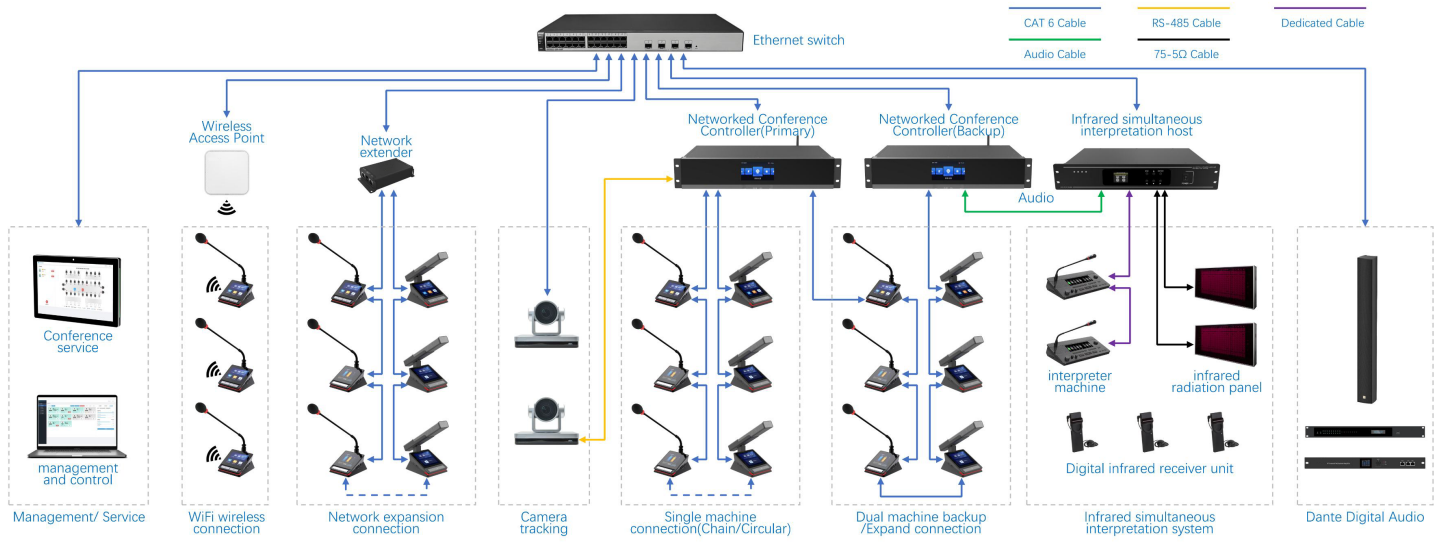 CAT 6 Cable
RS-485 Cable
Dedicated Cable
Ethernet switch
Audio Cable
75-5Ω Cable
Wireless
Access Point
Network
extender
Networked Conference
Controller(Primary)
Networked Conference
Controller(Backup)
Infrared simultaneous
interpretation host
Audio
Conference
service
interpreter
machine
infrared
radiation panel
management
and control
Digital infrared receiver unit
Management/ Service
WiFi wireless
connection
Network expansion
connection
Camera
tracking
Single machine
connection(Chain/Circular)
Dual machine backup
/Expand connection
Infrared simultaneous
interpretation system
Dante Digital Audio